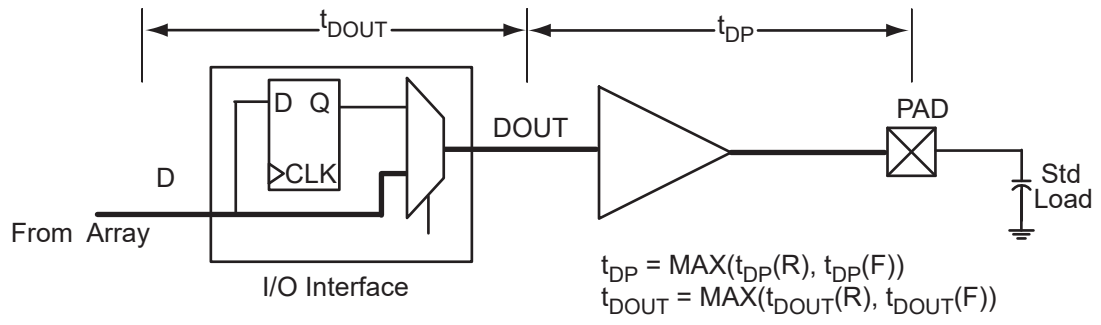 tDOUT
tDP
D Q
CLK
D
DOUT
PAD
Std
Load
From Array
I/O Interface
tDP = MAX(tDP(R), tDP(F))
tDOUT = MAX(tDOUT(R), tDOUT(F))